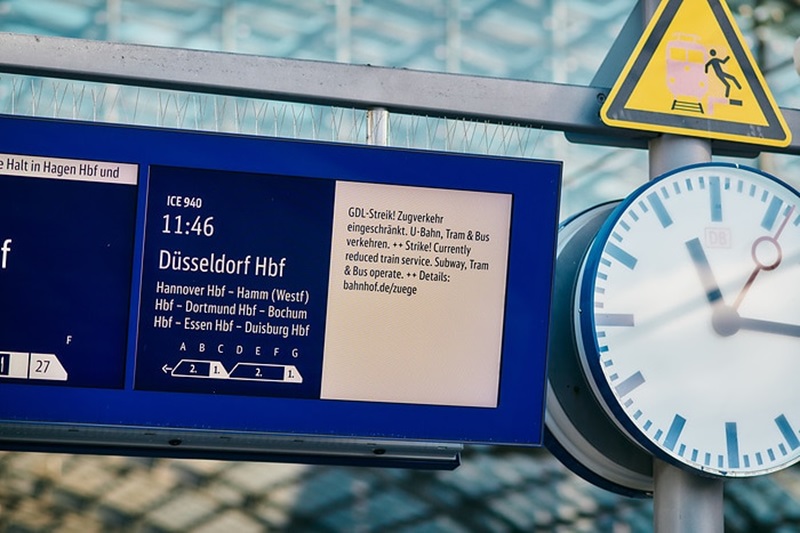 e Halt in Hagen Hbf und
f
F
27
ICE 940
11:46
Düsseldorf Hbf
Hannover Hbf – Hamm (Westf)
Hbf – Dortmund Hbf – Bochum
Hbf – Essen Hbf – Duisburg Hbf
A B C D E F G
2. 1. 2. 1.
GDL-Streik! Zugverkehr
eingeschränkt. U-Bahn, Tram & Bus
verkehren. ++ Strike! Currently
reduced train service. Subway, Tram
& Bus operate. ++ Details:
bahnhof.de/zuege
DB